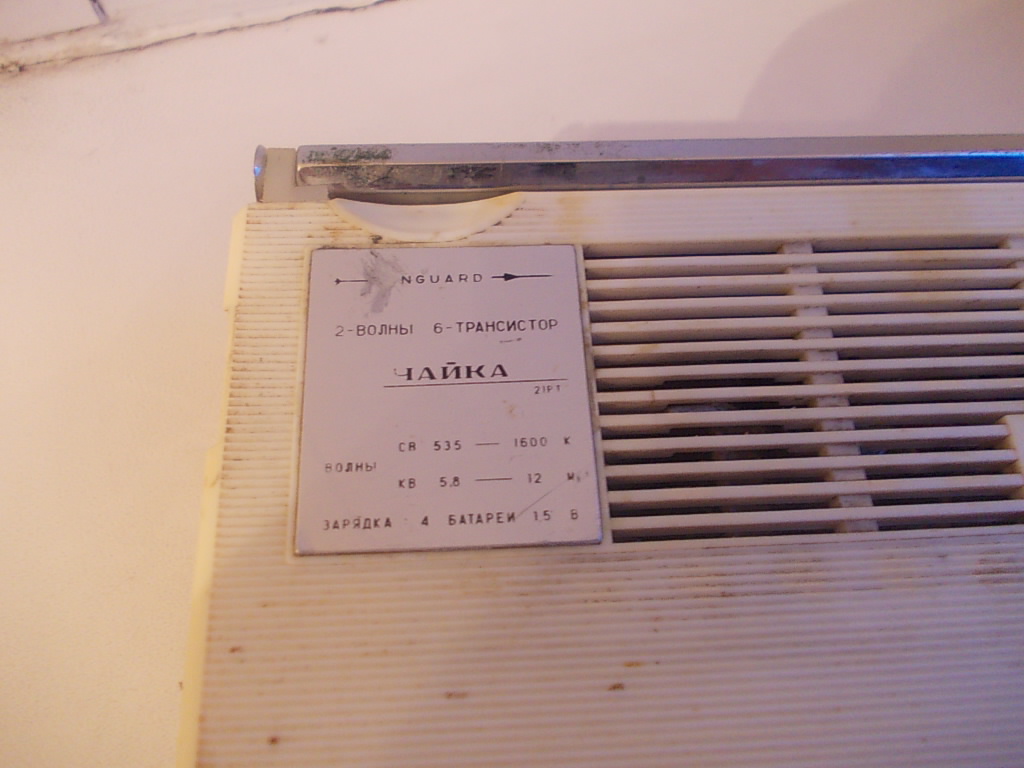 NGUARD
2-ВОЛНЫ 6-ТРАНСИСТОР
ЧАЙКА
21РТ
СВ 535 — 1600 К
ВОЛНЫ
КВ 5.8 — 12
ЗАРЯДКА : 4 БАТАРЕИ 1.5 В